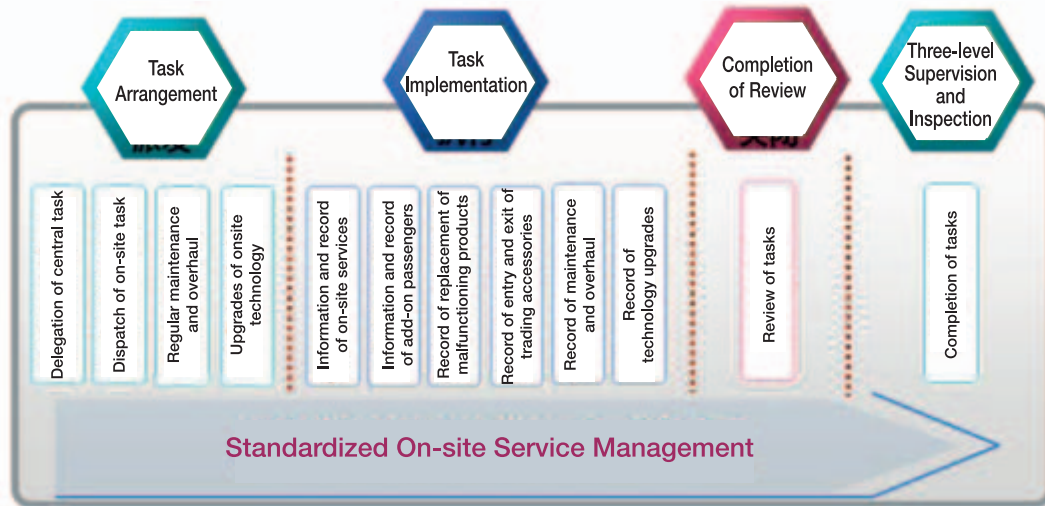 Task
Arrangement
Task
Implementation
Completion
of Review
Three-level
Supervision
and
Inspection
Delegation of central task
Dispatch of on-site task
Regular maintenance
and overhaul
Upgrades of onsite
technology
Information and record
of on-site services
Information and record
of add-on passengers
Record of replacement of
malfunctioning products
Record of entry and exit of
trading accessories
Record of maintenance
and overhaul
Record of
technology upgrades
Review of tasks
Completion of tasks
Standardized On-site Service Management